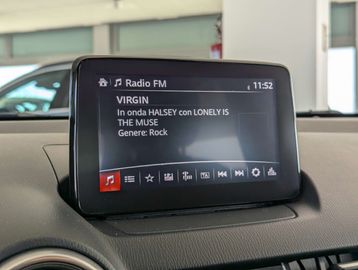 Radio FM
11:52
VIRGIN
In onda HALSEY con LONELY IS
THE MUSE
Genere: Rock